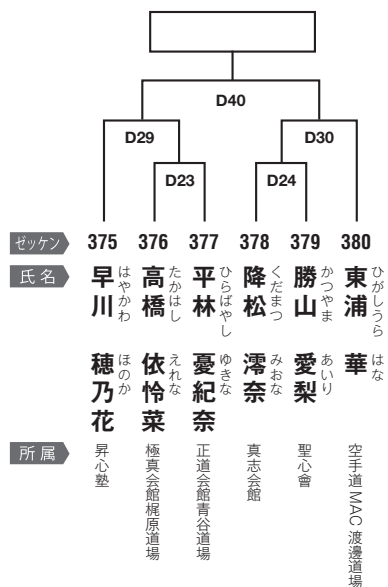 D40
D29
D30
D23
D24
ゼッケン
375
376
377
378
379
380
氏名
早川 穂乃花
はやかわ ほのか
高橋 依怜菜
たかはし えれな
平林 憂紀奈
ひらばやし ゆきな
降松 澪奈
くだまつ みおな
勝山 愛梨
かつやま あいり
東浦 華
ひがしうら はな
所属
昇心塾
極真会館梶原道場
正道会館青谷道場
真志会館
聖心會
空手道 MAC 渡邊道場